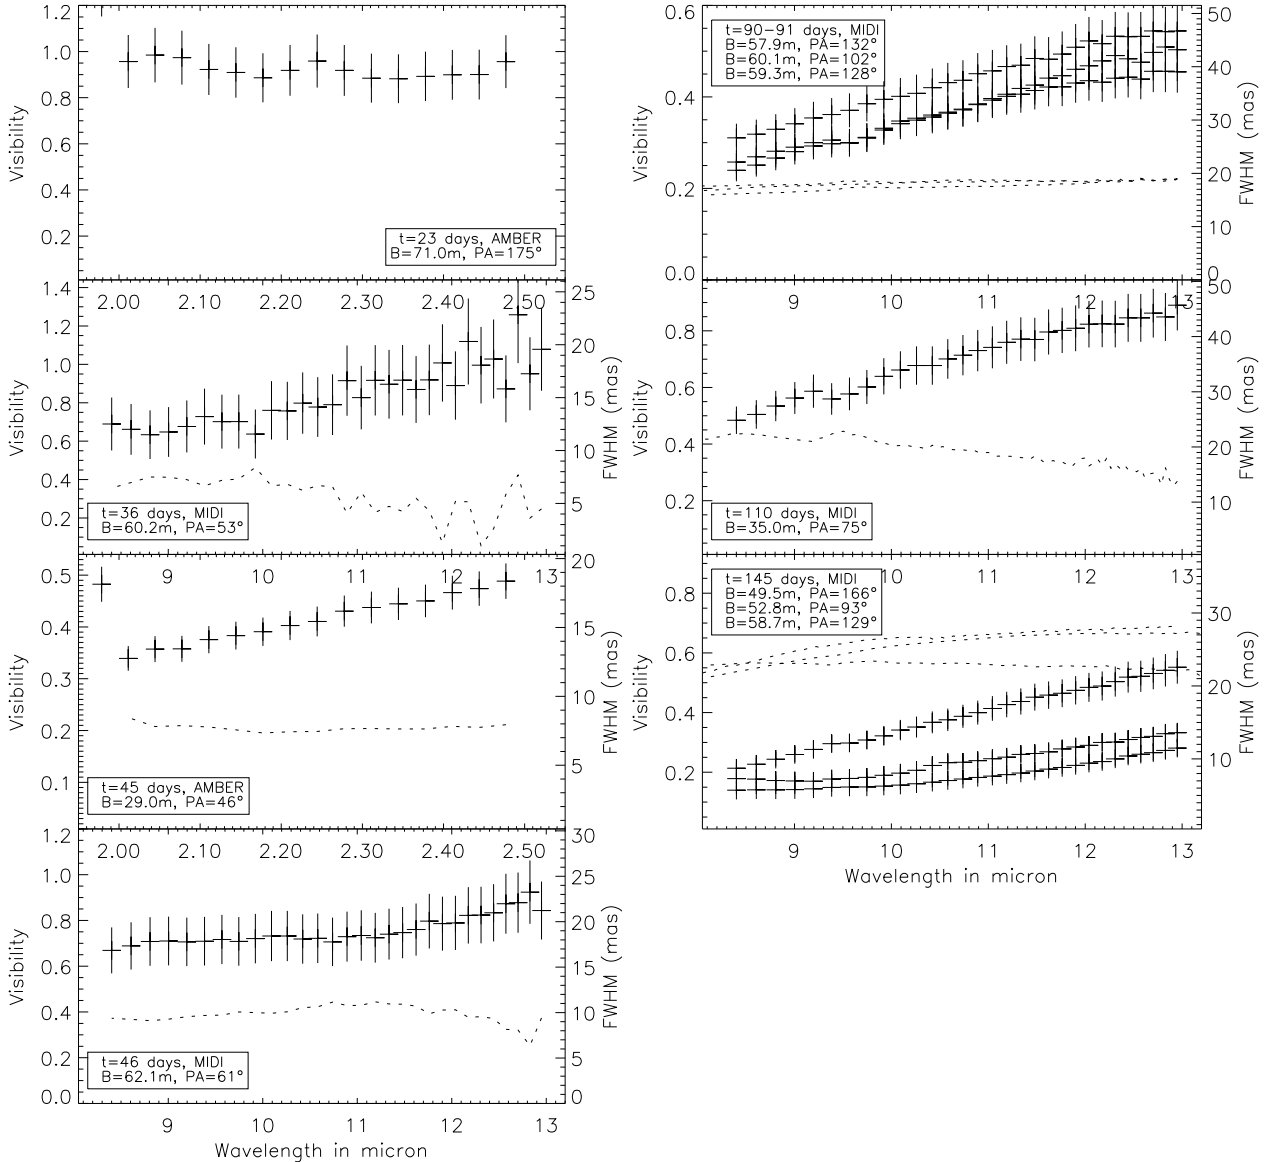 1.2
1.0
0.8
0.6
0.4
0.2
Visibility
t=23 days, AMBER
B=71.0m, PA=175°
2.00 2.10 2.20 2.30 2.40 2.50
1.4
1.2
1.0
0.8
0.6
0.4
0.2
Visibility
25
20
15
10
5
FWHM (mas)
t=36 days, MIDI
B=60.2m, PA=53°
9 10 11 12 13
0.5
0.4
0.3
0.2
0.1
Visibility
20
15
10
5
FWHM (mas)
t=45 days, AMBER
B=29.0m, PA=46°
2.00 2.10 2.20 2.30 2.40 2.50
1.2
1.0
0.8
0.6
0.4
0.2
0.0
Visibility
30
25
20
15
10
5
0
FWHM (mas)
t=46 days, MIDI
B=62.1m, PA=61°
9 10 11 12 13
Wavelength in micron
0.6
0.4
0.2
0.0
Visibility
50
40
30
20
10
0
FWHM (mas)
t=90-91 days, MIDI
B=57.9m, PA=132°
B=60.1m, PA=102°
B=59.3m, PA=128°
9 10 11 12 13
0.8
0.6
0.4
0.2
Visibility
50
40
30
20
10
FWHM (mas)
t=110 days, MIDI
B=35.0m, PA=75°
9 10 11 12 13
0.8
0.6
0.4
0.2
Visibility
30
20
10
FWHM (mas)
t=145 days, MIDI
B=49.5m, PA=166°
B=52.8m, PA=93°
B=58.7m, PA=129°
9 10 11 12 13
Wavelength in micron